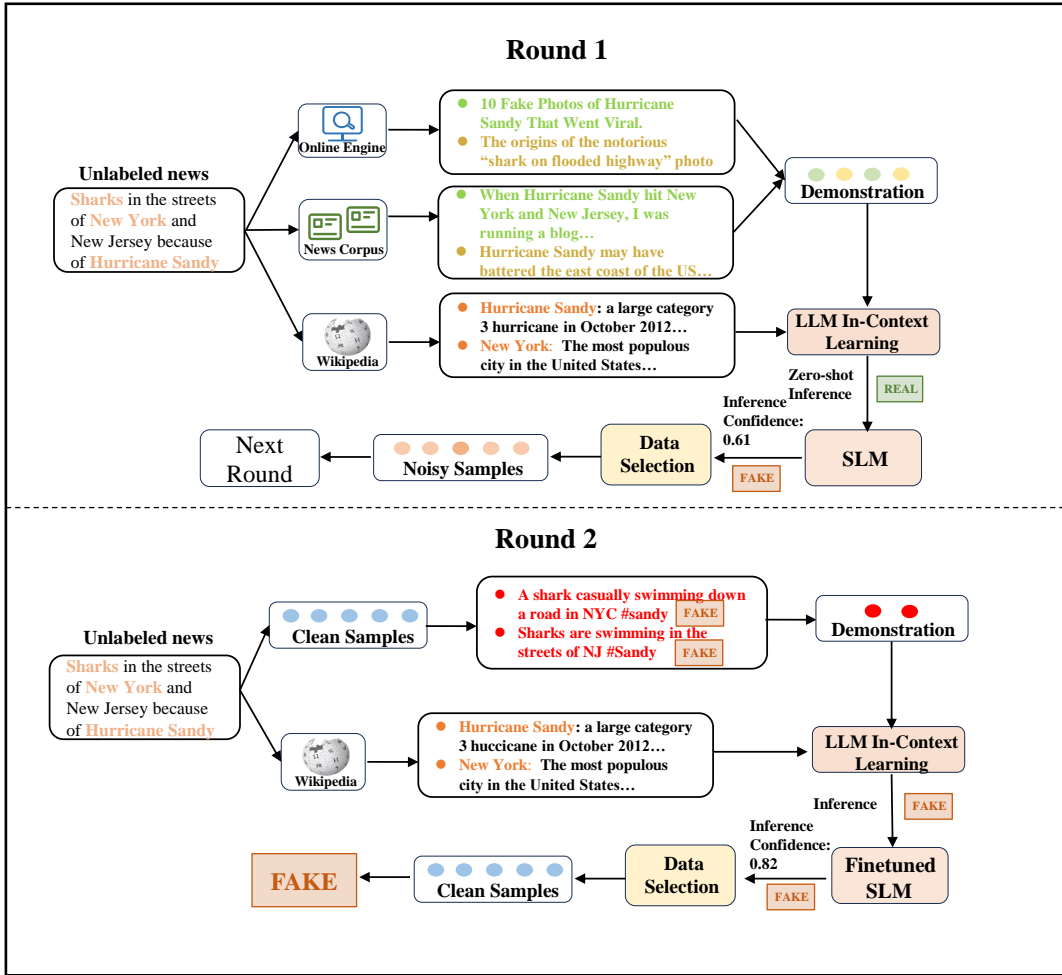 Round 1
Unlabeled news
Sharks in the streets
of New York and
New Jersey because
of Hurricane Sandy
Online Engine
10 Fake Photos of Hurricane
Sandy That Went Viral.
The origins of the notorious
“shark on flooded highway” photo
News Corpus
When Hurricane Sandy hit New
York and New Jersey, I was
running a blog…
Hurricane Sandy may have
battered the east coast of the US…
Wikipedia
Hurricane Sandy: a large category
3 hurricane in October 2012…
New York: The most populous
city in the United States…
Demonstration
LLM In-Context
Learning
Zero-shot
Inference
REAL
SLM
Inference
Confidence:
0.61
FAKE
Data
Selection
Noisy Samples
Next
Round
Round 2
Unlabeled news
Sharks in the streets
of New York and
New Jersey because
of Hurricane Sandy
Clean Samples
A shark casually swimming down
a road in NYC #sandy FAKE
Sharks are swimming in the
streets of NJ #Sandy FAKE
Wikipedia
Hurricane Sandy: a large category
3 huccicane in October 2012…
New York: The most populous
city in the United States…
Demonstration
LLM In-Context
Learning
Inference
FAKE
Finetuned
SLM
Inference
Confidence:
0.82
FAKE
Data
Selection
Clean Samples
FAKE